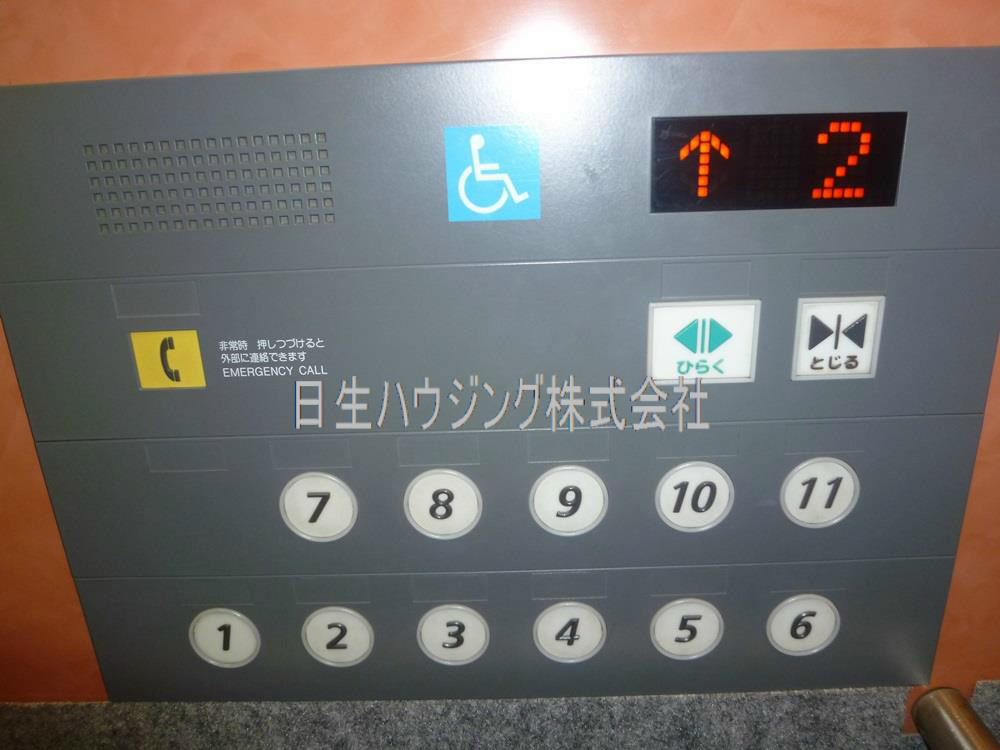 2
非常時 押しつづけると
外部に連絡できます
EMERGENCY CALL
ひらく
とじる
日生ハウジング株式会社
7 8 9 10 11
1 2 3 4 5 6